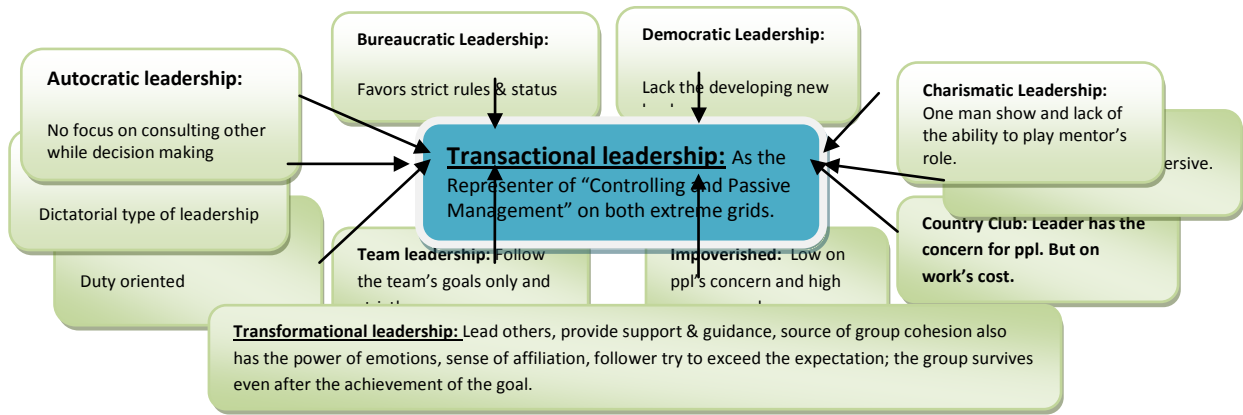 Bureaucratic Leadership:
Favors strict rules & status
Democratic Leadership:
Lack the developing new
Autocratic leadership:
No focus on consulting other
while decision making
Dictatorial type of leadership
Duty oriented
Transactional leadership: As the
Representer of “Controlling and Passive
Management” on both extreme grids.
Charismatic Leadership:
One man show and lack of
the ability to play mentor’s
role.
Country Club: Leader has the
concern for ppl. But on
work’s cost.
Team leadership: Follow
the team’s goals only and
Impoverished: Low on
ppl’s concern and high
Transformational leadership: Lead others, provide support & guidance, source of group cohesion also
has the power of emotions, sense of affiliation, follower try to exceed the expectation; the group survives
even after the achievement of the goal.